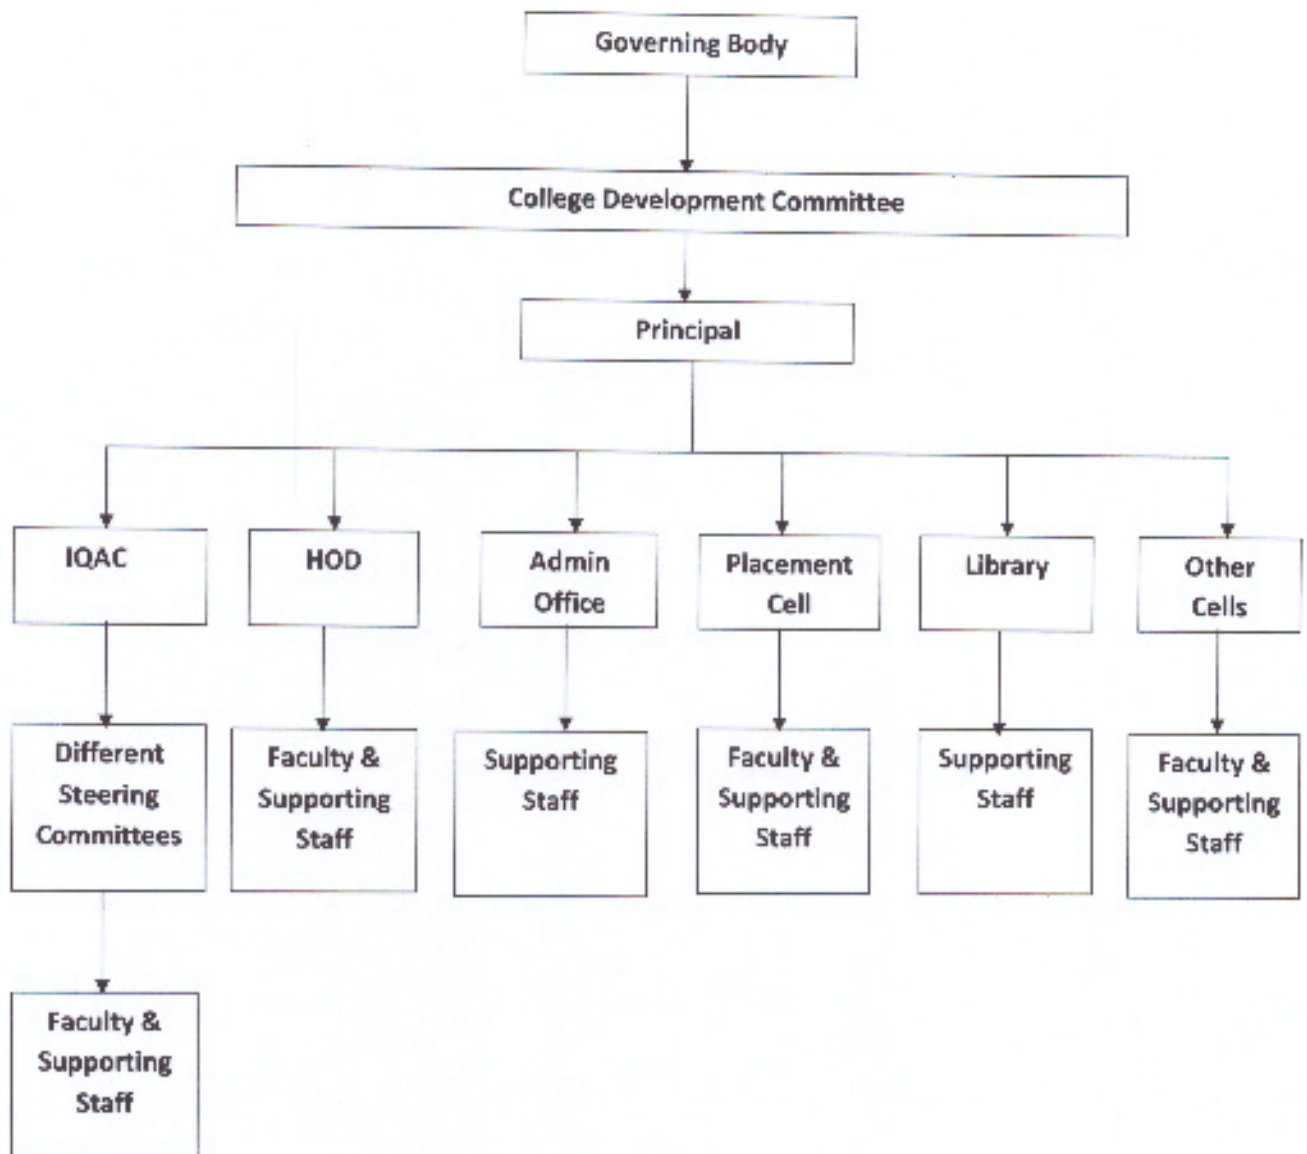 Governing Body
College Development Committee
Principal
IQAC
HOD
Admin
Office
Placement
Cell
Library
Other
Cells
Different
Steering
Committees
Faculty &
Supporting
Staff
Supporting
Staff
Faculty &
Supporting
Staff
Supporting
Staff
Faculty &
Supporting
Staff
Faculty &
Supporting
Staff